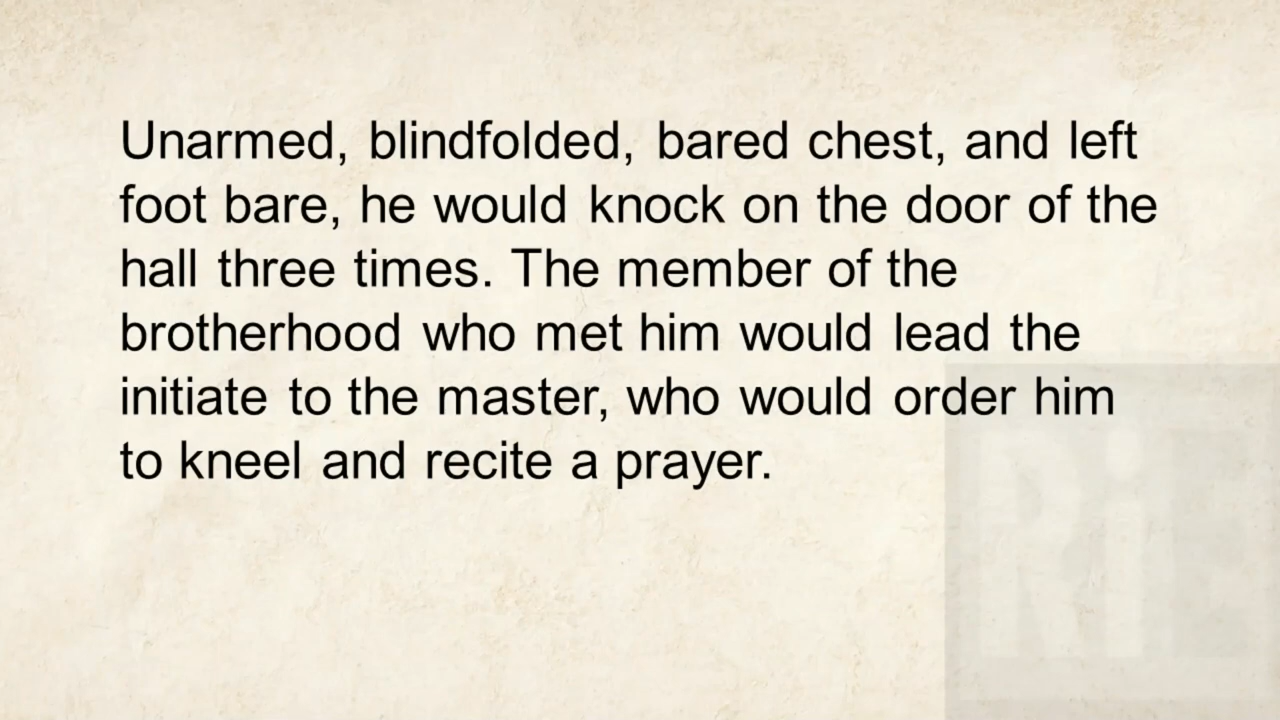 Unarmed, blindfolded, bared chest, and left
foot bare, he would knock on the door of the
hall three times. The member of the
brotherhood who met him would lead the
initiate to the master, who would order him
to kneel and recite a prayer.